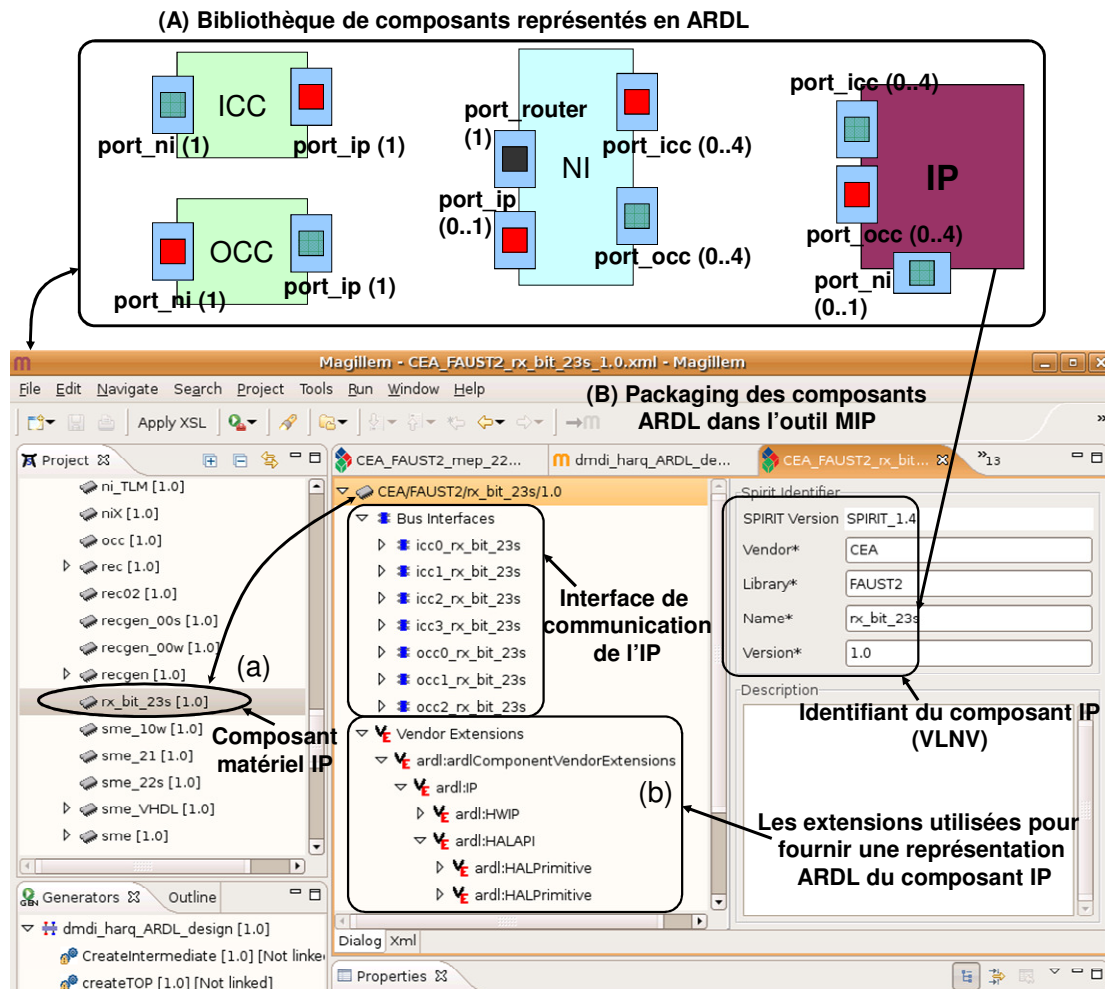 (A) Bibliothèque de composants représentés en ARDL
ICC
port_ni (1)
port_ip (1)
OCC
port_ni (1)
port_ip (1)
port_router
(1)
NI
port_icc (0..4)
port_ip
(0..1)
port_occ (0..4)
port_icc (0..4)
IP
port_occ (0..4)
port_ni
(0..1)
Magillem - CEA_FAUST2_rx_bit_23s_1.0.xml - Magillem
File Edit Navigate Search Project Tools Run Window Help
(B) Packaging des composants
ARDL dans l'outil MIP
Apply XSL
Project
ni_TLM [1.0]
niX [1.0]
occ [1.0]
rec [1.0]
rec02 [1.0]
recgen_00s [1.0]
recgen_00w [1.0]
recgen [1.0]
(a)
rx_bit_23s [1.0]
sme_10w [1.0]
sme_21 [1.0]
sme_22s [1.0]
sme_VHDL [1.0]
sme [1.0]
Composant
matériel IP
CEA_FAUST2_mep_22...
dmdi_harq_ARDL_de...
CEA_FAUST2_rx_bit...
»13
CEA/FAUST2/rx_bit_23s/1.0
Bus Interfaces
icc0_rx_bit_23s
icc1_rx_bit_23s
icc2_rx_bit_23s
icc3_rx_bit_23s
occ0_rx_bit_23s
occ1_rx_bit_23s
occ2_rx_bit_23s
Interface de
communication
de l'IP
Vendor Extensions
ardl:ardlComponentVendorExtensions
ardl:IP
(b)
ardl:HWIP
ardl:HALAPI
ardl:HALPrimitive
ardl:HALPrimitive
Dialog Xml
Spirit Identifier
SPIRIT Version SPIRIT_1.4
Vendor* CEA
Library* FAUST2
Name* rx_bit_23s
Version* 1.0
Description
Identifiant du composant IP
(VLNV)
Les extensions utilisées pour
fournir une représentation
ARDL du composant IP
GEN Generators Outline
dmdi_harq_ARDL_design [1.0]
CreateIntermediate [1.0] [Not linke
createTOP [1.0] [Not linked]
Properties